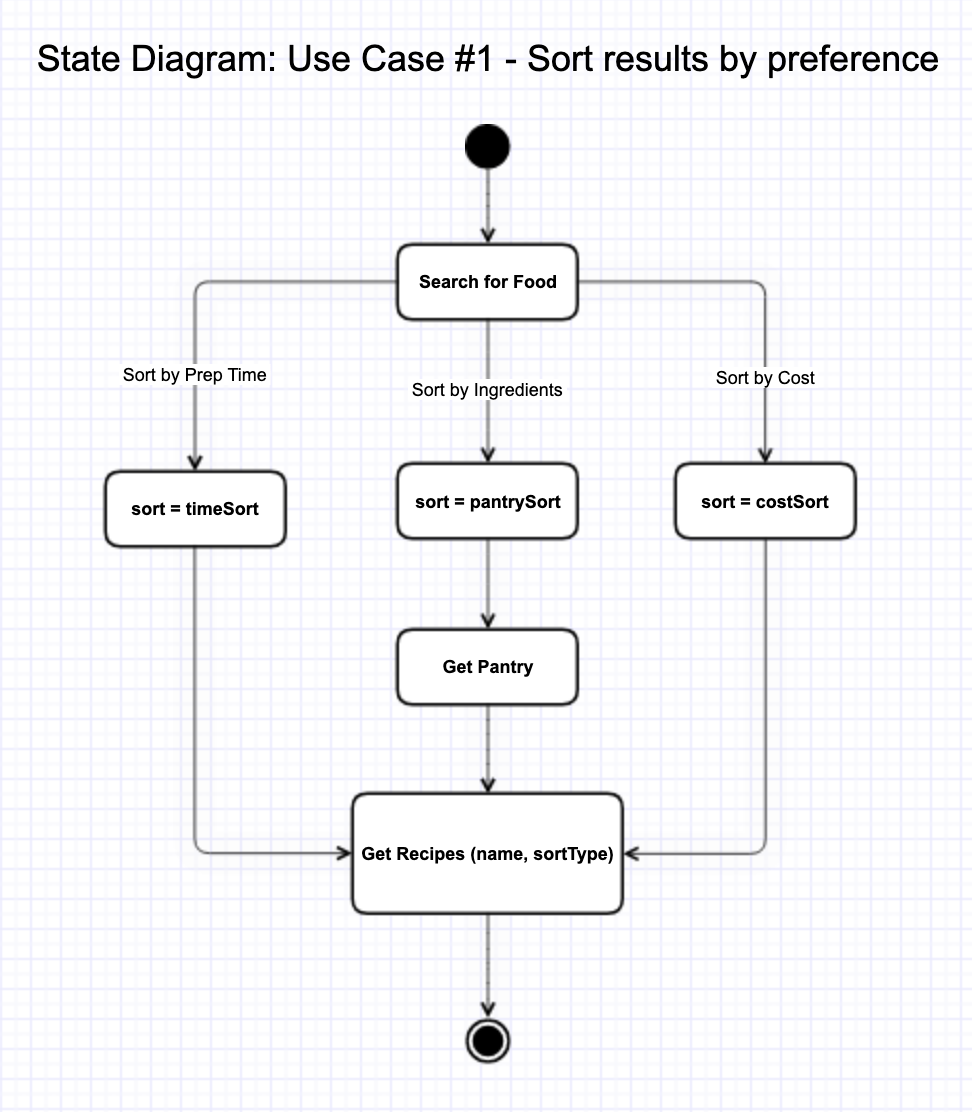 State Diagram: Use Case #1 - Sort results by preference
Search for Food
Sort by Prep Time
Sort by Ingredients
Sort by Cost
sort = timeSort
sort = pantrySort
sort = costSort
Get Pantry
Get Recipes (name, sortType)